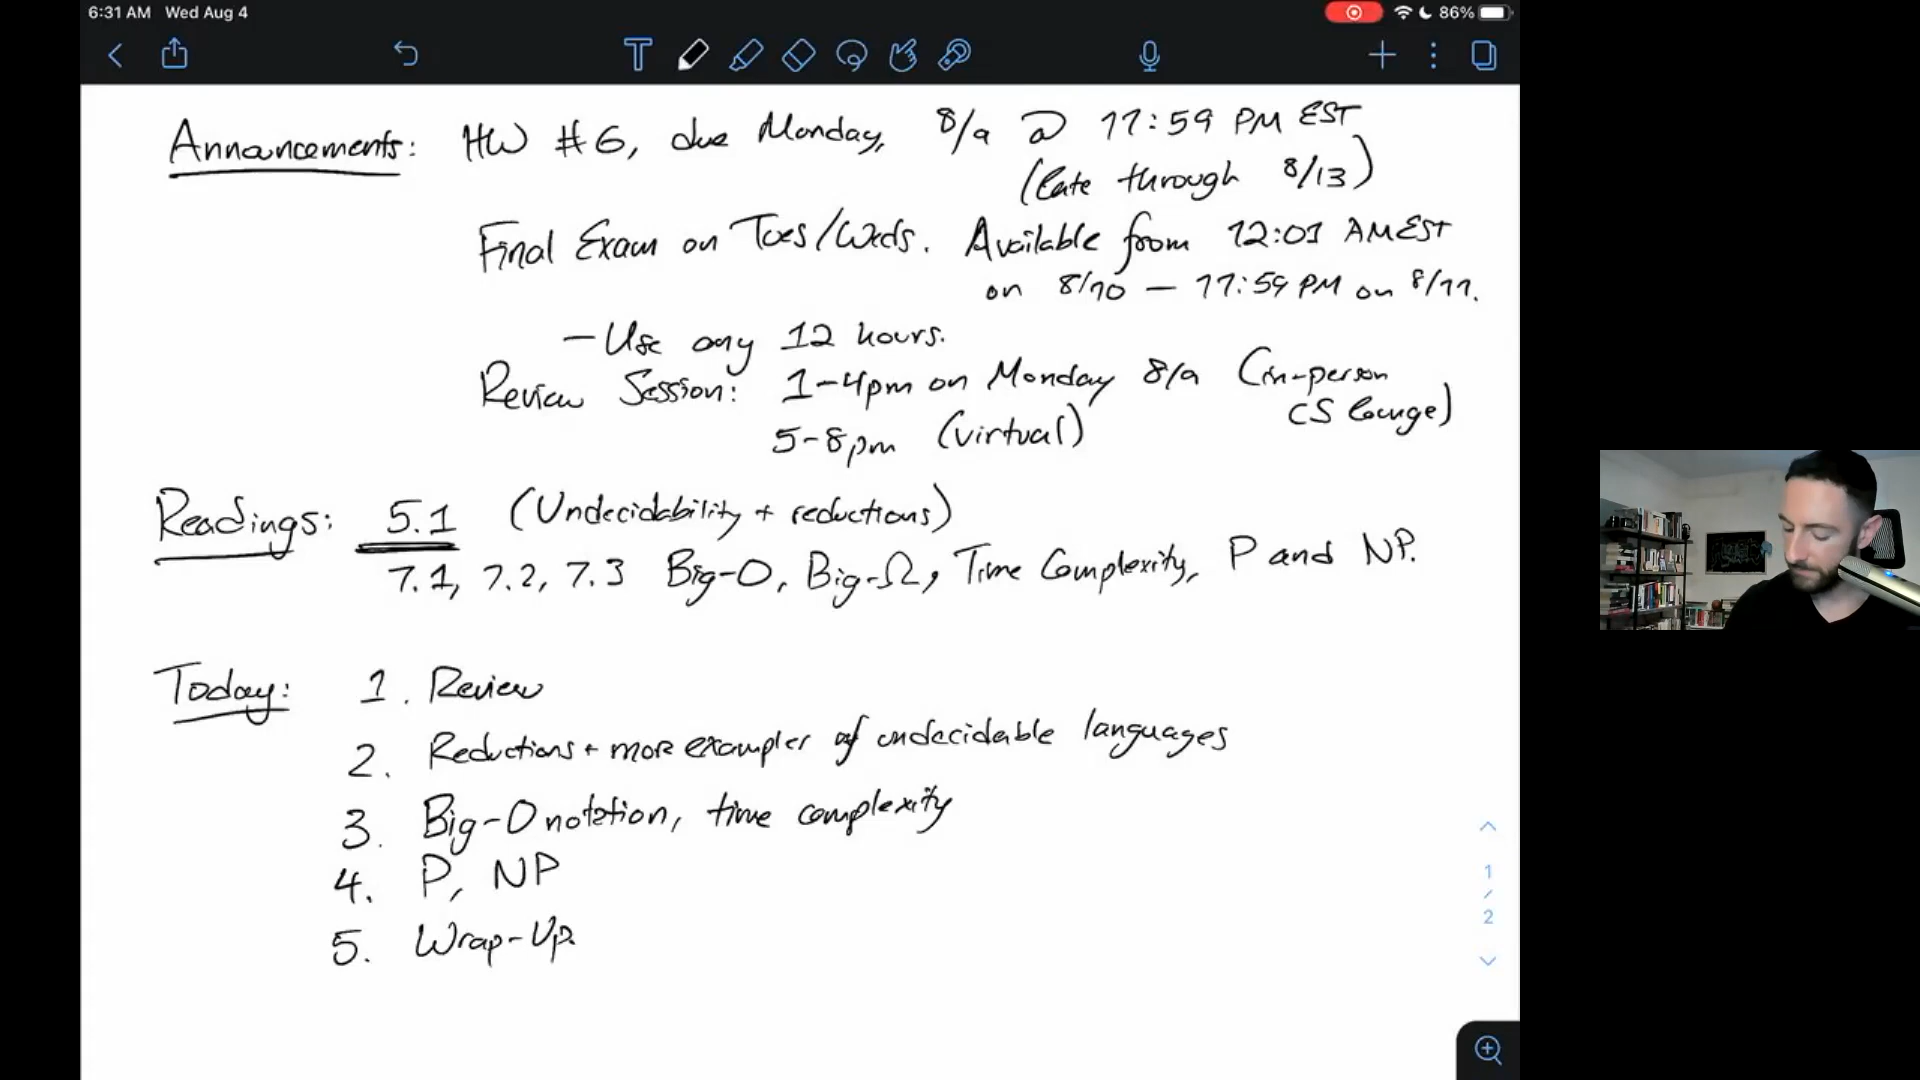 6:31 AM Wed Aug 4
86%
Announcements: HW #6, due Monday, 8/9 @ 11:59 PM EST
(late through 8/13)
Final Exam on Tues/Weds. Available from 12:01 AM EST
on 8/10 — 11:59 PM on 8/11.
— Use any 12 hours.
Review Session: 1-4pm on Monday 8/9 (in-person
CS lounge)
5-8pm (virtual)
Readings: 5.1 (Undecidability + reductions)
7.1, 7.2, 7.3 Big-O, Big-Ω, Time Complexity, P and NP.
Today: 1. Review
2. Reductions + more examples of undecidable languages
3. Big-O notation, time complexity
4. P, NP
5. Wrap-Up.
1
/
2